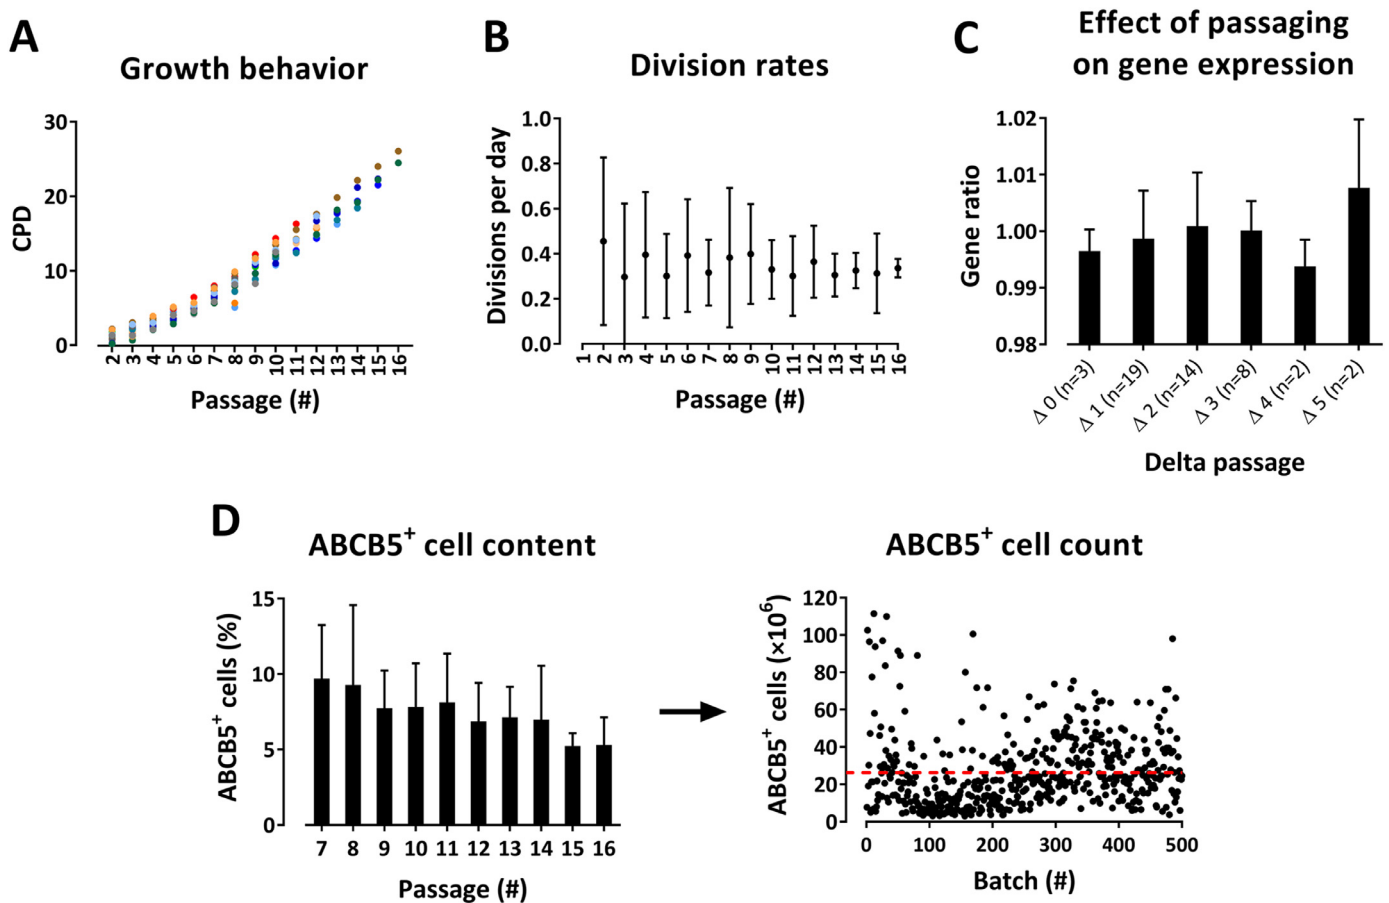 A
Growth behavior
30
20
10
0
CPD
2 3 4 5 6 7 8 9 10 11 12 13 14 15 16
Passage (#)
B
Division rates
1.0
0.8
0.6
0.4
0.2
0.0
Divisions per day
1 2 3 4 5 6 7 8 9 10 11 12 13 14 15 16
Passage (#)
C
Effect of passaging
on gene expression
1.02
1.01
1.00
0.99
0.98
Gene ratio
Δ 0 (n=3)
Δ 1 (n=19)
Δ 2 (n=14)
Δ 3 (n=8)
Δ 4 (n=2)
Δ 5 (n=2)
Delta passage
D
ABCB5⁺ cell content
15
10
5
0
ABCB5⁺ cells (%)
7 8 9 10 11 12 13 14 15 16
Passage (#)
ABCB5⁺ cell count
120
100
80
60
40
20
0
ABCB5⁺ cells (×10⁶)
0 100 200 300 400 500
Batch (#)